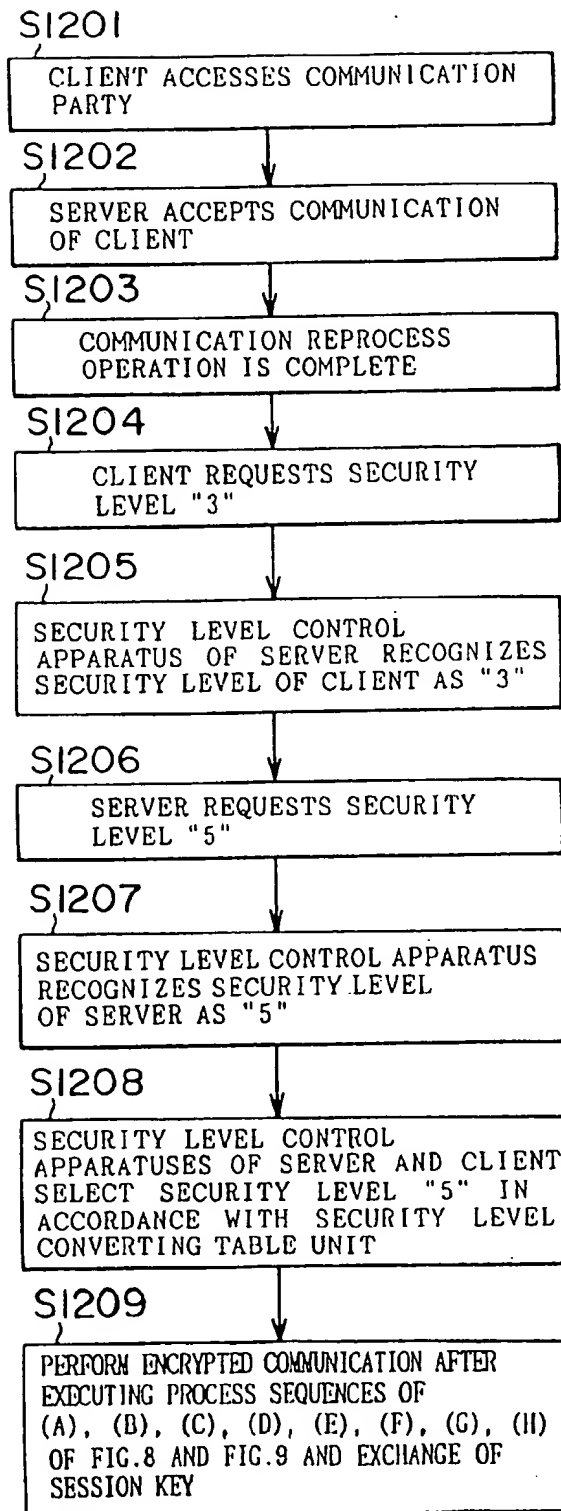 S1201
CLIENT ACCESSES COMMUNICATION
PARTY
S1202
SERVER ACCEPTS COMMUNICATION
OF CLIENT
S1203
COMMUNICATION REPROCESS
OPERATION IS COMPLETE
S1204
CLIENT REQUESTS SECURITY
LEVEL "3"
S1205
SECURITY LEVEL CONTROL
APPARATUS OF SERVER RECOGNIZES
SECURITY LEVEL OF CLIENT AS "3"
S1206
SERVER REQUESTS SECURITY
LEVEL "5"
S1207
SECURITY LEVEL CONTROL APPARATUS
RECOGNIZES SECURITY LEVEL
OF SERVER AS "5"
S1208
SECURITY LEVEL CONTROL
APPARATUSES OF SERVER AND CLIENT
SELECT SECURITY LEVEL "5" IN
ACCORDANCE WITH SECURITY LEVEL
CONVERTING TABLE UNIT
S1209
PERFORM ENCRYPTED COMMUNICATION AFTER
EXECUTING PROCESS SEQUENCES OF
(A), (B), (C), (D), (E), (F), (G), (H)
OF FIG.8 AND FIG.9 AND EXCHANGE OF
SESSION KEY